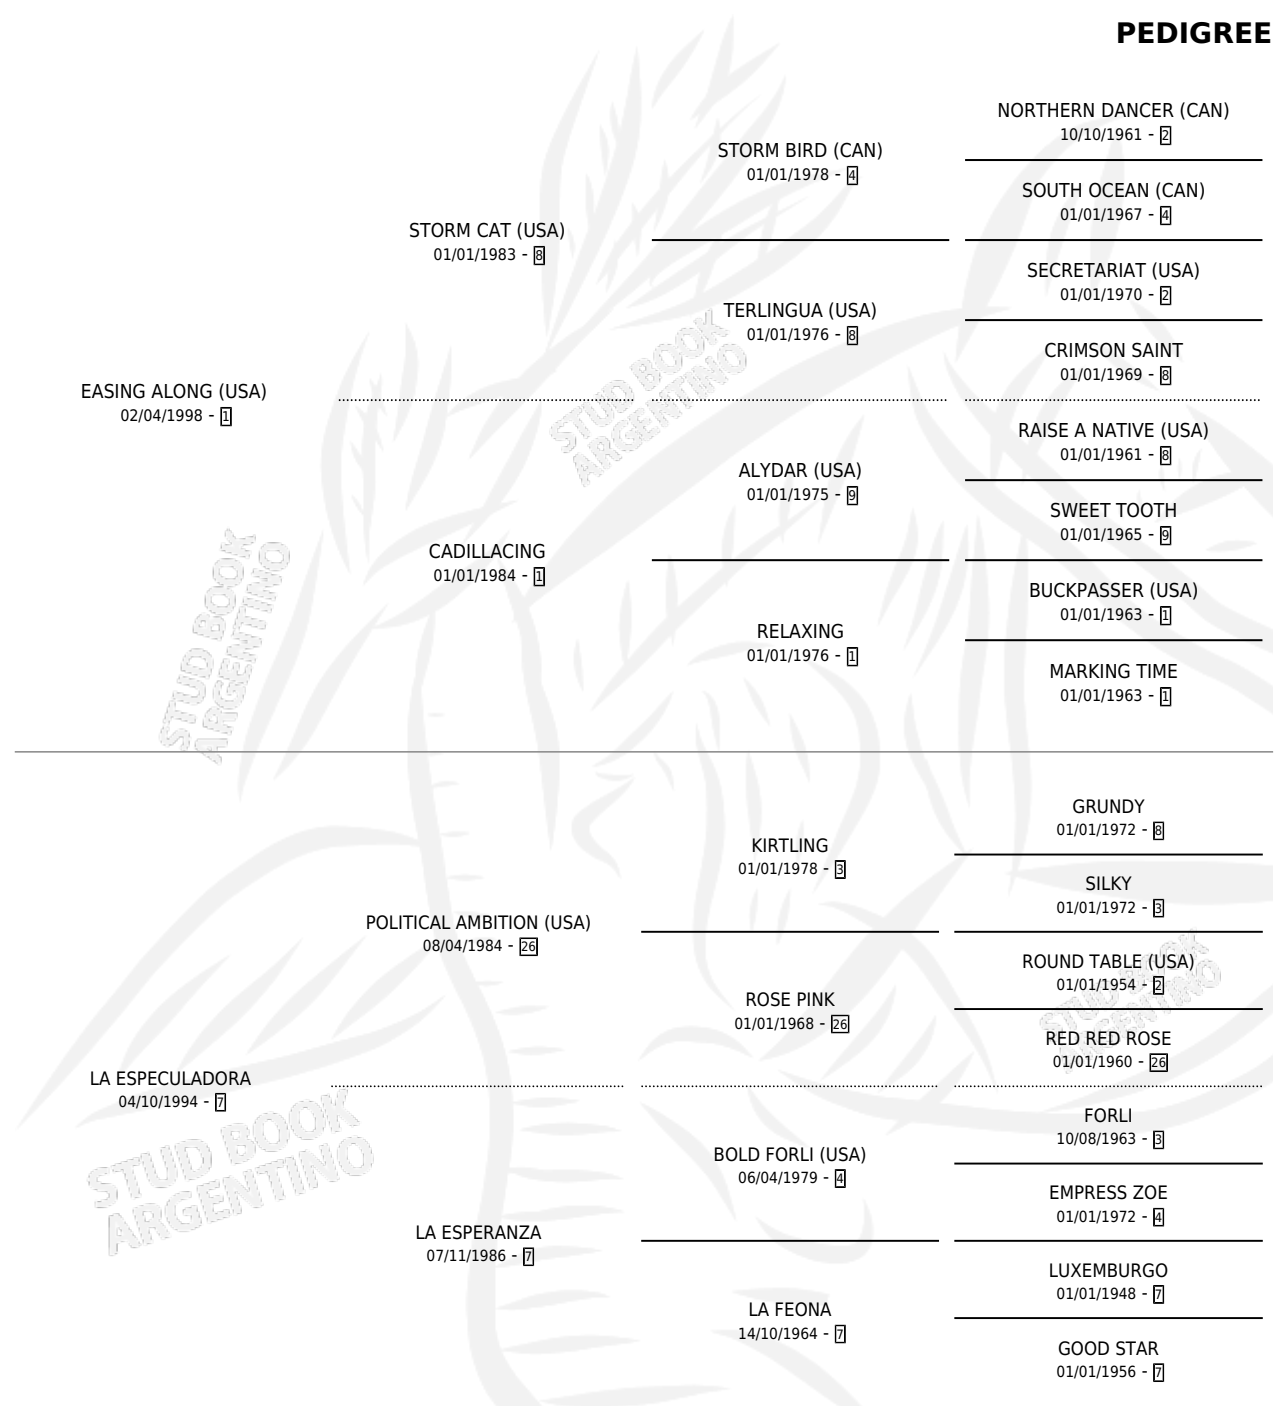 PEDIGREE
NORTHERN DANCER (CAN)
10/10/1961 - 2
STORM BIRD (CAN)
01/01/1978 - 4
SOUTH OCEAN (CAN)
01/01/1967 - 4
STORM CAT (USA)
01/01/1983 - 8
SECRETARIAT (USA)
01/01/1970 - 2
TERLINGUA (USA)
01/01/1976 - 8
CRIMSON SAINT
01/01/1969 - 8
EASING ALONG (USA)
02/04/1998 - 1
RAISE A NATIVE (USA)
01/01/1961 - 8
ALYDAR (USA)
01/01/1975 - 9
SWEET TOOTH
01/01/1965 - 9
CADILLACING
01/01/1984 - 1
BUCKPASSER (USA)
01/01/1963 - 1
RELAXING
01/01/1976 - 1
MARKING TIME
01/01/1963 - 1
GRUNDY
01/01/1972 - 8
KIRTLING
01/01/1978 - 3
SILKY
01/01/1972 - 3
POLITICAL AMBITION (USA)
08/04/1984 - 26
ROUND TABLE (USA)
01/01/1954 - 2
ROSE PINK
01/01/1968 - 26
RED RED ROSE
01/01/1960 - 26
LA ESPECULADORA
04/10/1994 - 7
FORLI
10/08/1963 - 3
BOLD FORLI (USA)
06/04/1979 - 4
EMPRESS ZOE
01/01/1972 - 4
LA ESPERANZA
07/11/1986 - 7
LUXEMBURGO
01/01/1948 - 7
LA FEONA
14/10/1964 - 7
GOOD STAR
01/01/1956 - 7
STUD BOOK
ARGENTINO
STUD BOOK
ARGENTINO
STUD BOOK
ARGENTINO
STUD BOOK
ARGENTINO